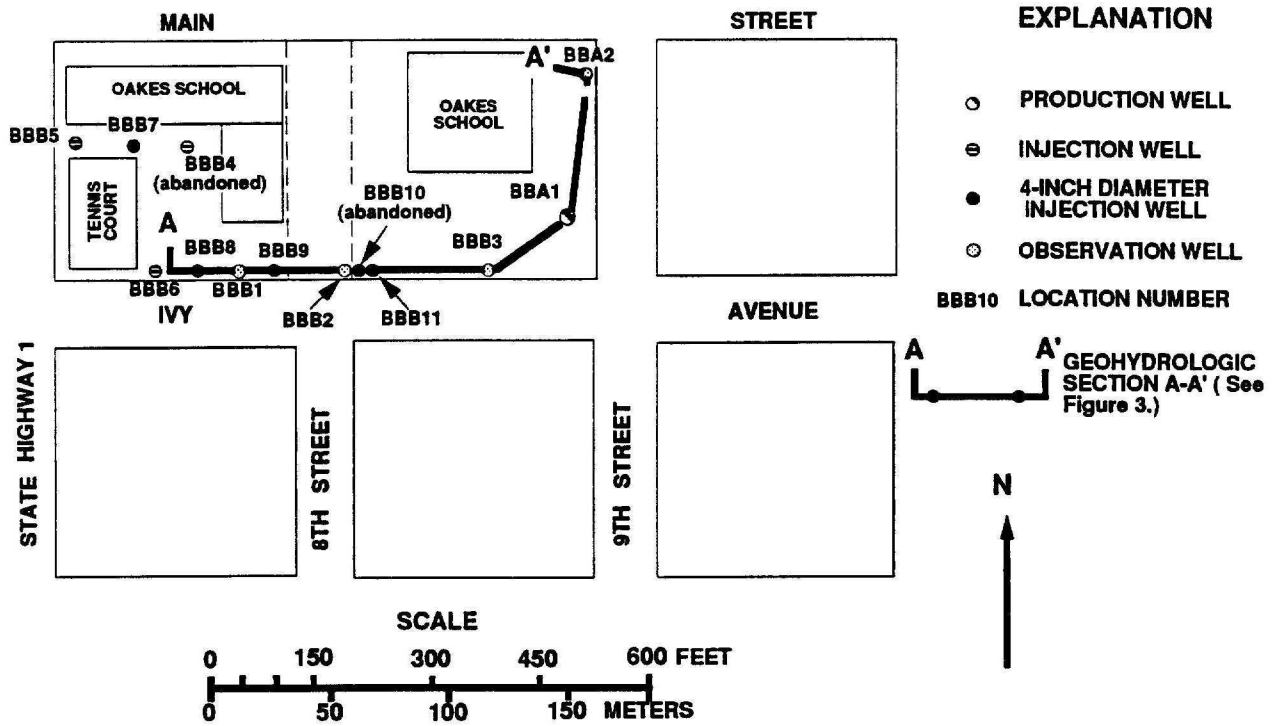 MAIN
STREET
EXPLANATION
A'
BBA2
OAKES SCHOOL
OAKES
SCHOOL
BBB5
BBB7
BBB4
(abandoned)
TENNIS
COURT
A
BBB8
BBB9
BBB10
(abandoned)
BBA1
BBB3
BBB6
BBB1
BBB2
BBB11
IVY
AVENUE
PRODUCTION WELL
INJECTION WELL
4-INCH DIAMETER
INJECTION WELL
OBSERVATION WELL
BBB10 LOCATION NUMBER
A A'
GEOHYDROLOGIC
SECTION A-A' ( See
Figure 3.)
STATE HIGHWAY 1
8TH STREET
9TH STREET
N
SCALE
0 150 300 450 600 FEET
0 50 100 150 METERS